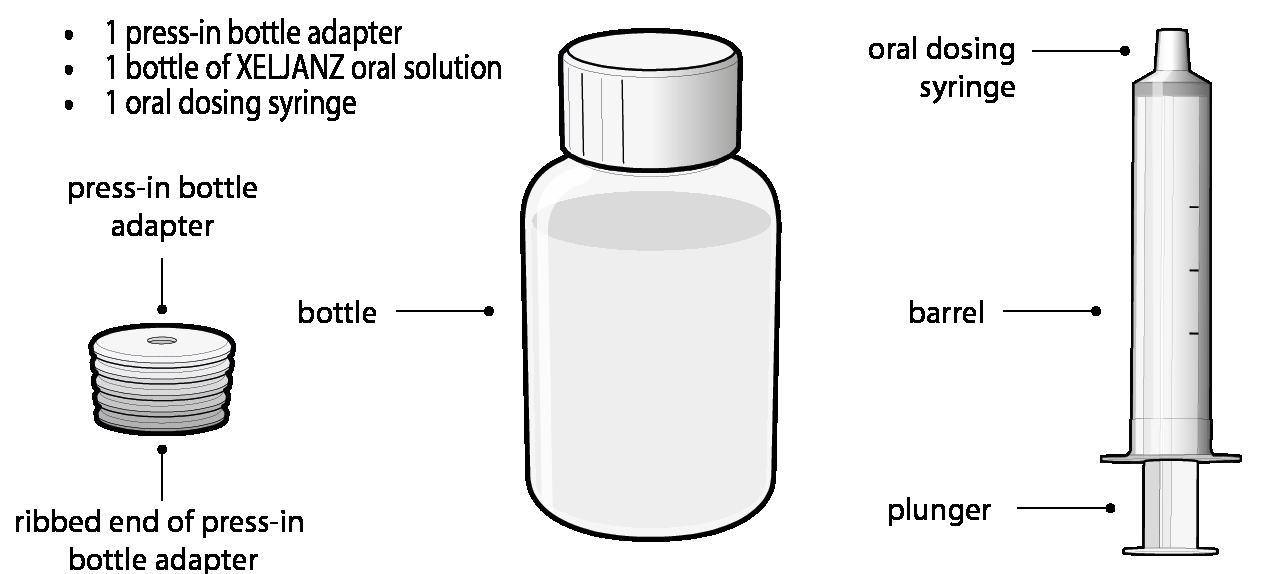 • 1 press-in bottle adapter
• 1 bottle of XELJANZ oral solution
• 1 oral dosing syringe
press-in bottle
adapter
ribbed end of press-in
bottle adapter
bottle
oral dosing
syringe
barrel
plunger